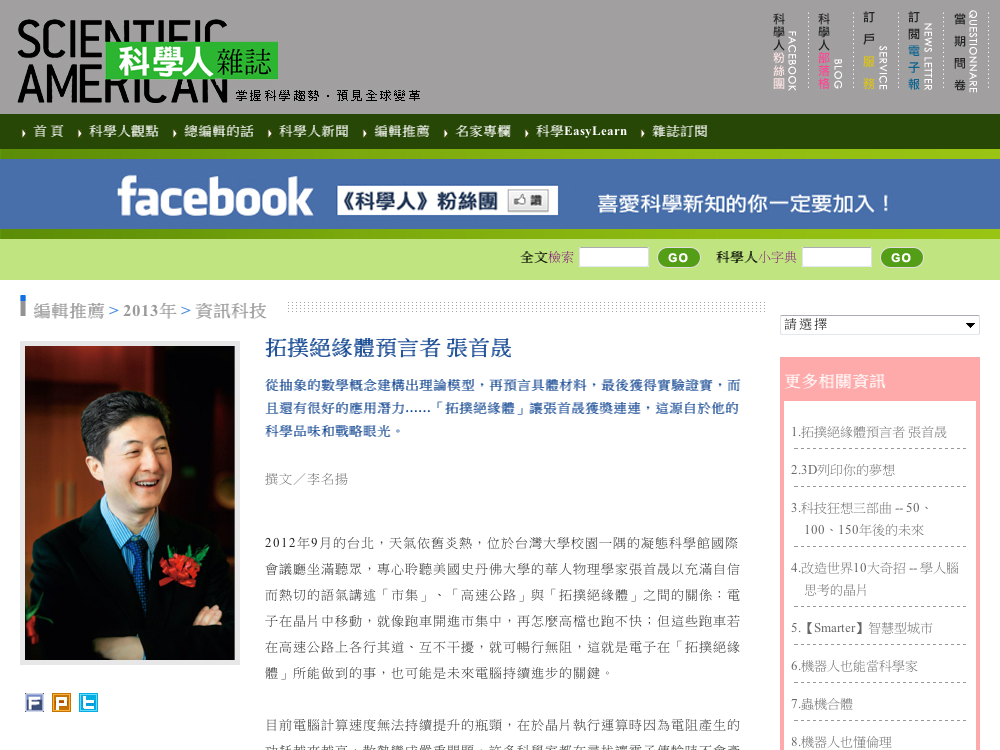 SCIENTIFIC
AMERICAN
科學人雜誌
掌握科學趨勢・預見全球變革
科學人粉絲團 FACEBOOK
科學人部落格 BLOG
訂戶服務 SERVICE
訂閱電子報 NEWS LETTER
當期問卷 QUESTIONNARE
首頁 科學人觀點 總編輯的話 科學人新聞 編輯推薦 名家專欄 科學EasyLearn 雜誌訂閱
facebook 《科學人》粉絲團 讚 喜愛科學新知的你一定要加入！
全文檢索 GO 科學人小字典 GO
編輯推薦 > 2013年 > 資訊科技
拓撲絕緣體預言者 張首晟
從抽象的數學概念建構出理論模型，再預言具體材料，最後獲得實驗證實，而
且還有很好的應用潛力......「拓撲絕緣體」讓張首晟獲獎連連，這源自於他的
科學品味和戰略眼光。
撰文／李名揚
2012年9月的台北，天氣依舊炎熱，位於台灣大學校園一隅的凝態科學館國際
會議廳坐滿聽眾，專心聆聽美國史丹佛大學的華人物理學家張首晟以充滿自信
而熱切的語氣講述「市集」、「高速公路」與「拓撲絕緣體」之間的關係：電
子在晶片中移動，就像跑車開進市集中，再怎麼高檔也跑不快；但這些跑車若
在高速公路上各行其道、互不干擾，就可暢行無阻，這就是電子在「拓撲絕緣
體」所能做到的事，也可能是未來電腦持續進步的關鍵。
目前電腦計算速度無法持續提升的瓶頸，在於晶片執行運算時因為電阻產生的
F P t
請選擇
更多相關資訊
1.拓撲絕緣體預言者 張首晟
2.3D列印你的夢想
3.科技狂想三部曲 -- 50、
100、150年後的未來
4.改造世界10大奇招 -- 學人腦
思考的晶片
5.【Smarter】智慧型城市
6.機器人也能當科學家
7.蟲機合體
8.機器人也懂倫理